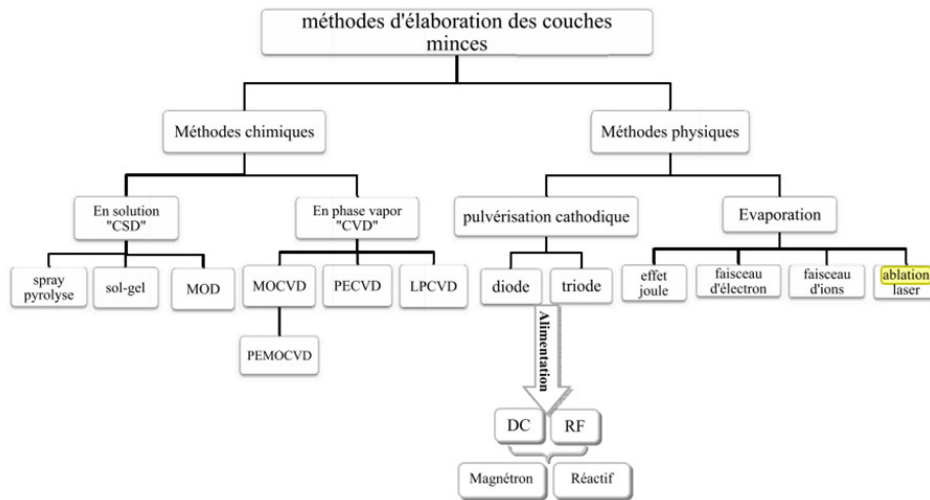 méthodes d'élaboration des couches
minces
Méthodes chimiques
Méthodes physiques
En solution
"CSD"
En phase vapor
"CVD"
pulvérisation cathodique
Evaporation
spray
pyrolyse
sol-gel
MOD
MOCVD
PECVD
LPCVD
diode
triode
effet
joule
faisceau
d'électron
faisceau
d'ions
ablation
laser
PEMOCVD
Alimentation
DC
RF
Magnétron
Réactif